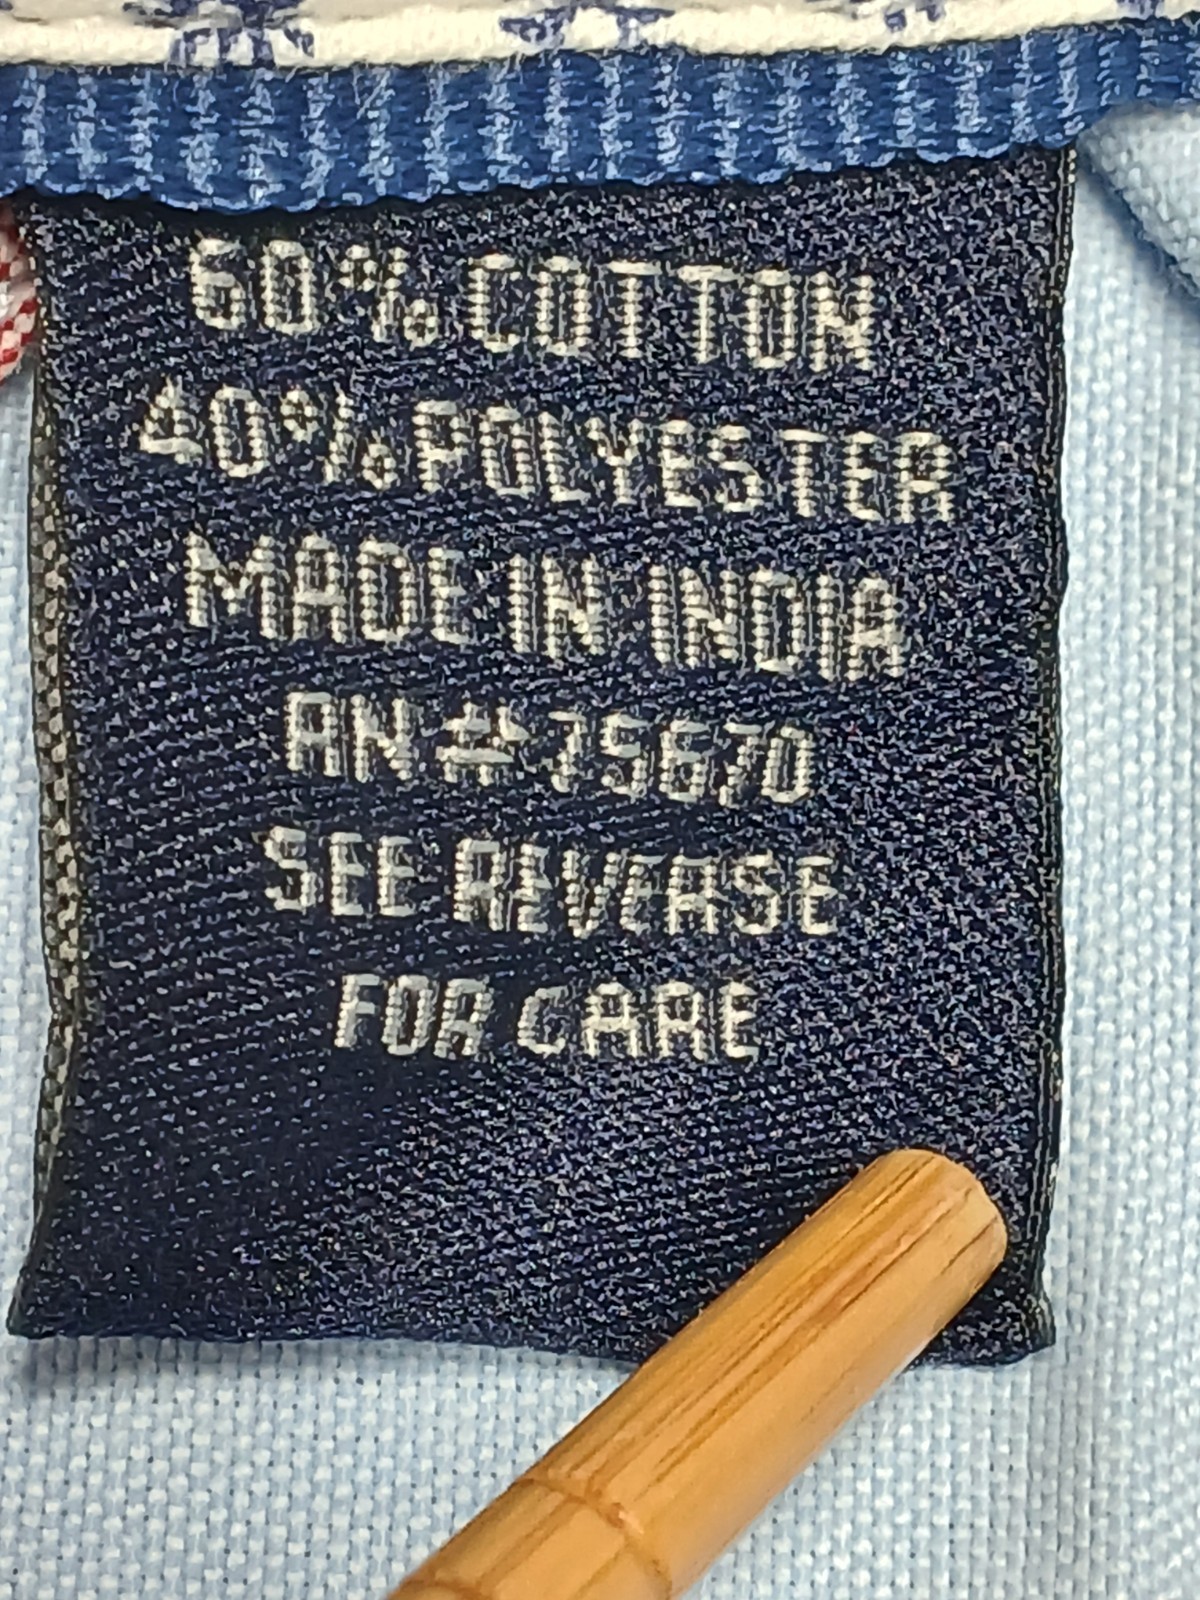 60% COTTON
40% POLYESTER
MADE IN INDIA
RN# 75670
SEE REVERSE
FOR CARE